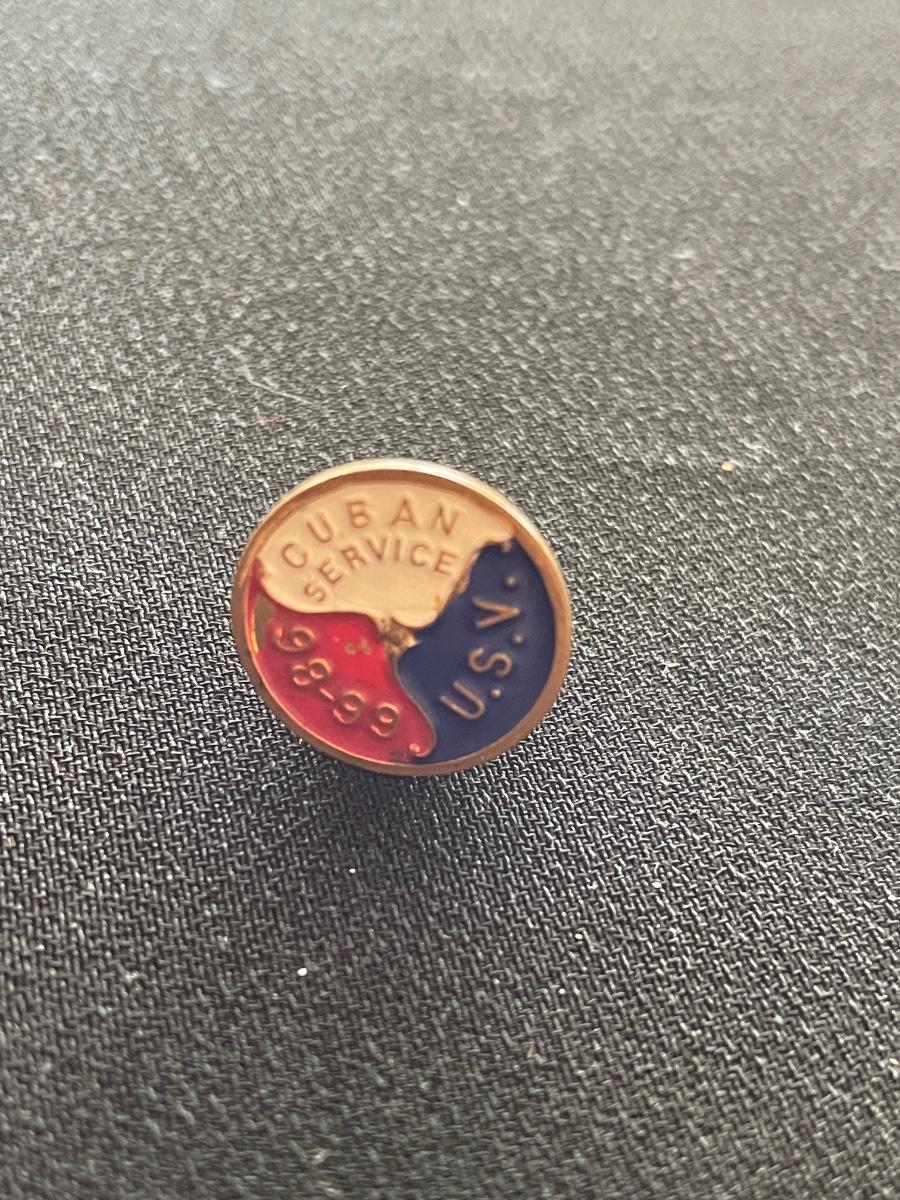 CUBAN
SERVICE
U.S.V.
98-99